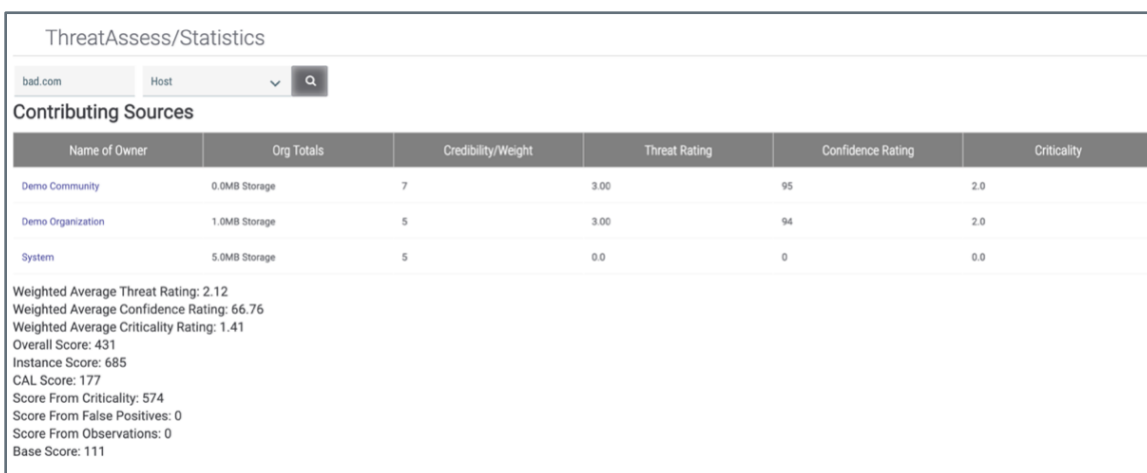 ThreatAssess/Statistics
bad.com Host
Contributing Sources
Name of Owner Org Totals Credibility/Weight Threat Rating Confidence Rating Criticality
Demo Community 0.0MB Storage 7 3.00 95 2.0
Demo Organization 1.0MB Storage 5 3.00 94 2.0
System 5.0MB Storage 5 0.0 0 0.0
Weighted Average Threat Rating: 2.12
Weighted Average Confidence Rating: 66.76
Weighted Average Criticality Rating: 1.41
Overall Score: 431
Instance Score: 685
CAL Score: 177
Score From Criticality: 574
Score From False Positives: 0
Score From Observations: 0
Base Score: 111